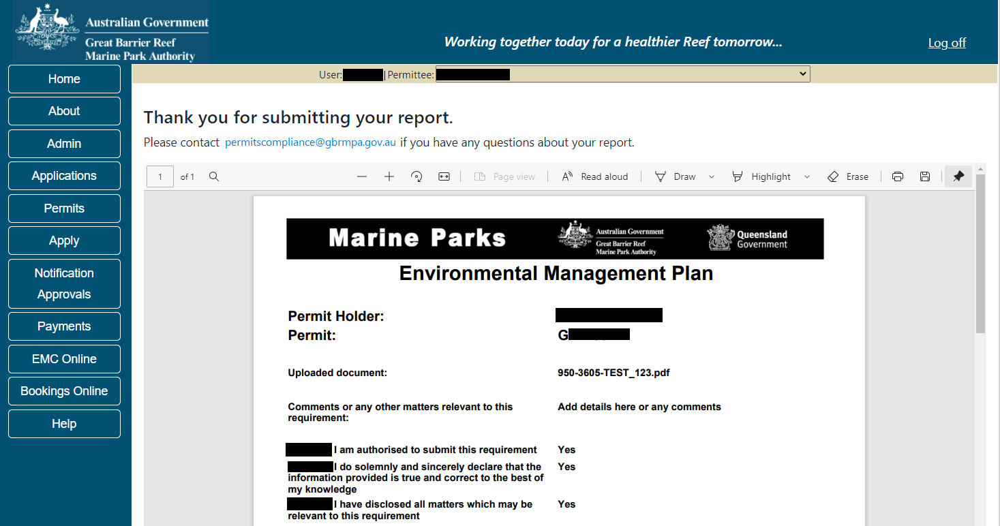 Australian Government
Great Barrier Reef
Marine Park Authority
Working together today for a healthier Reef tomorrow...
Log off
Home
About
Admin
Applications
Permits
Apply
Notification
Approvals
Payments
EMC Online
Bookings Online
Help
User: | Permittee:
Thank you for submitting your report.
Please contact permitscompliance@gbrmpa.gov.au if you have any questions about your report.
1 of 1 Page view Read aloud Draw Highlight Erase
Marine Parks
Australian Government
Great Barrier Reef
Marine Park Authority
Queensland
Government
Environmental Management Plan
Permit Holder:
Permit: G
Uploaded document: 950-3605-TEST_123.pdf
Comments or any other matters relevant to this Add details here or any comments
requirement:
I am authorised to submit this requirement Yes
I do solemnly and sincerely declare that the Yes
information provided is true and correct to the best of
my knowledge
I have disclosed all matters which may be Yes
relevant to this requirement